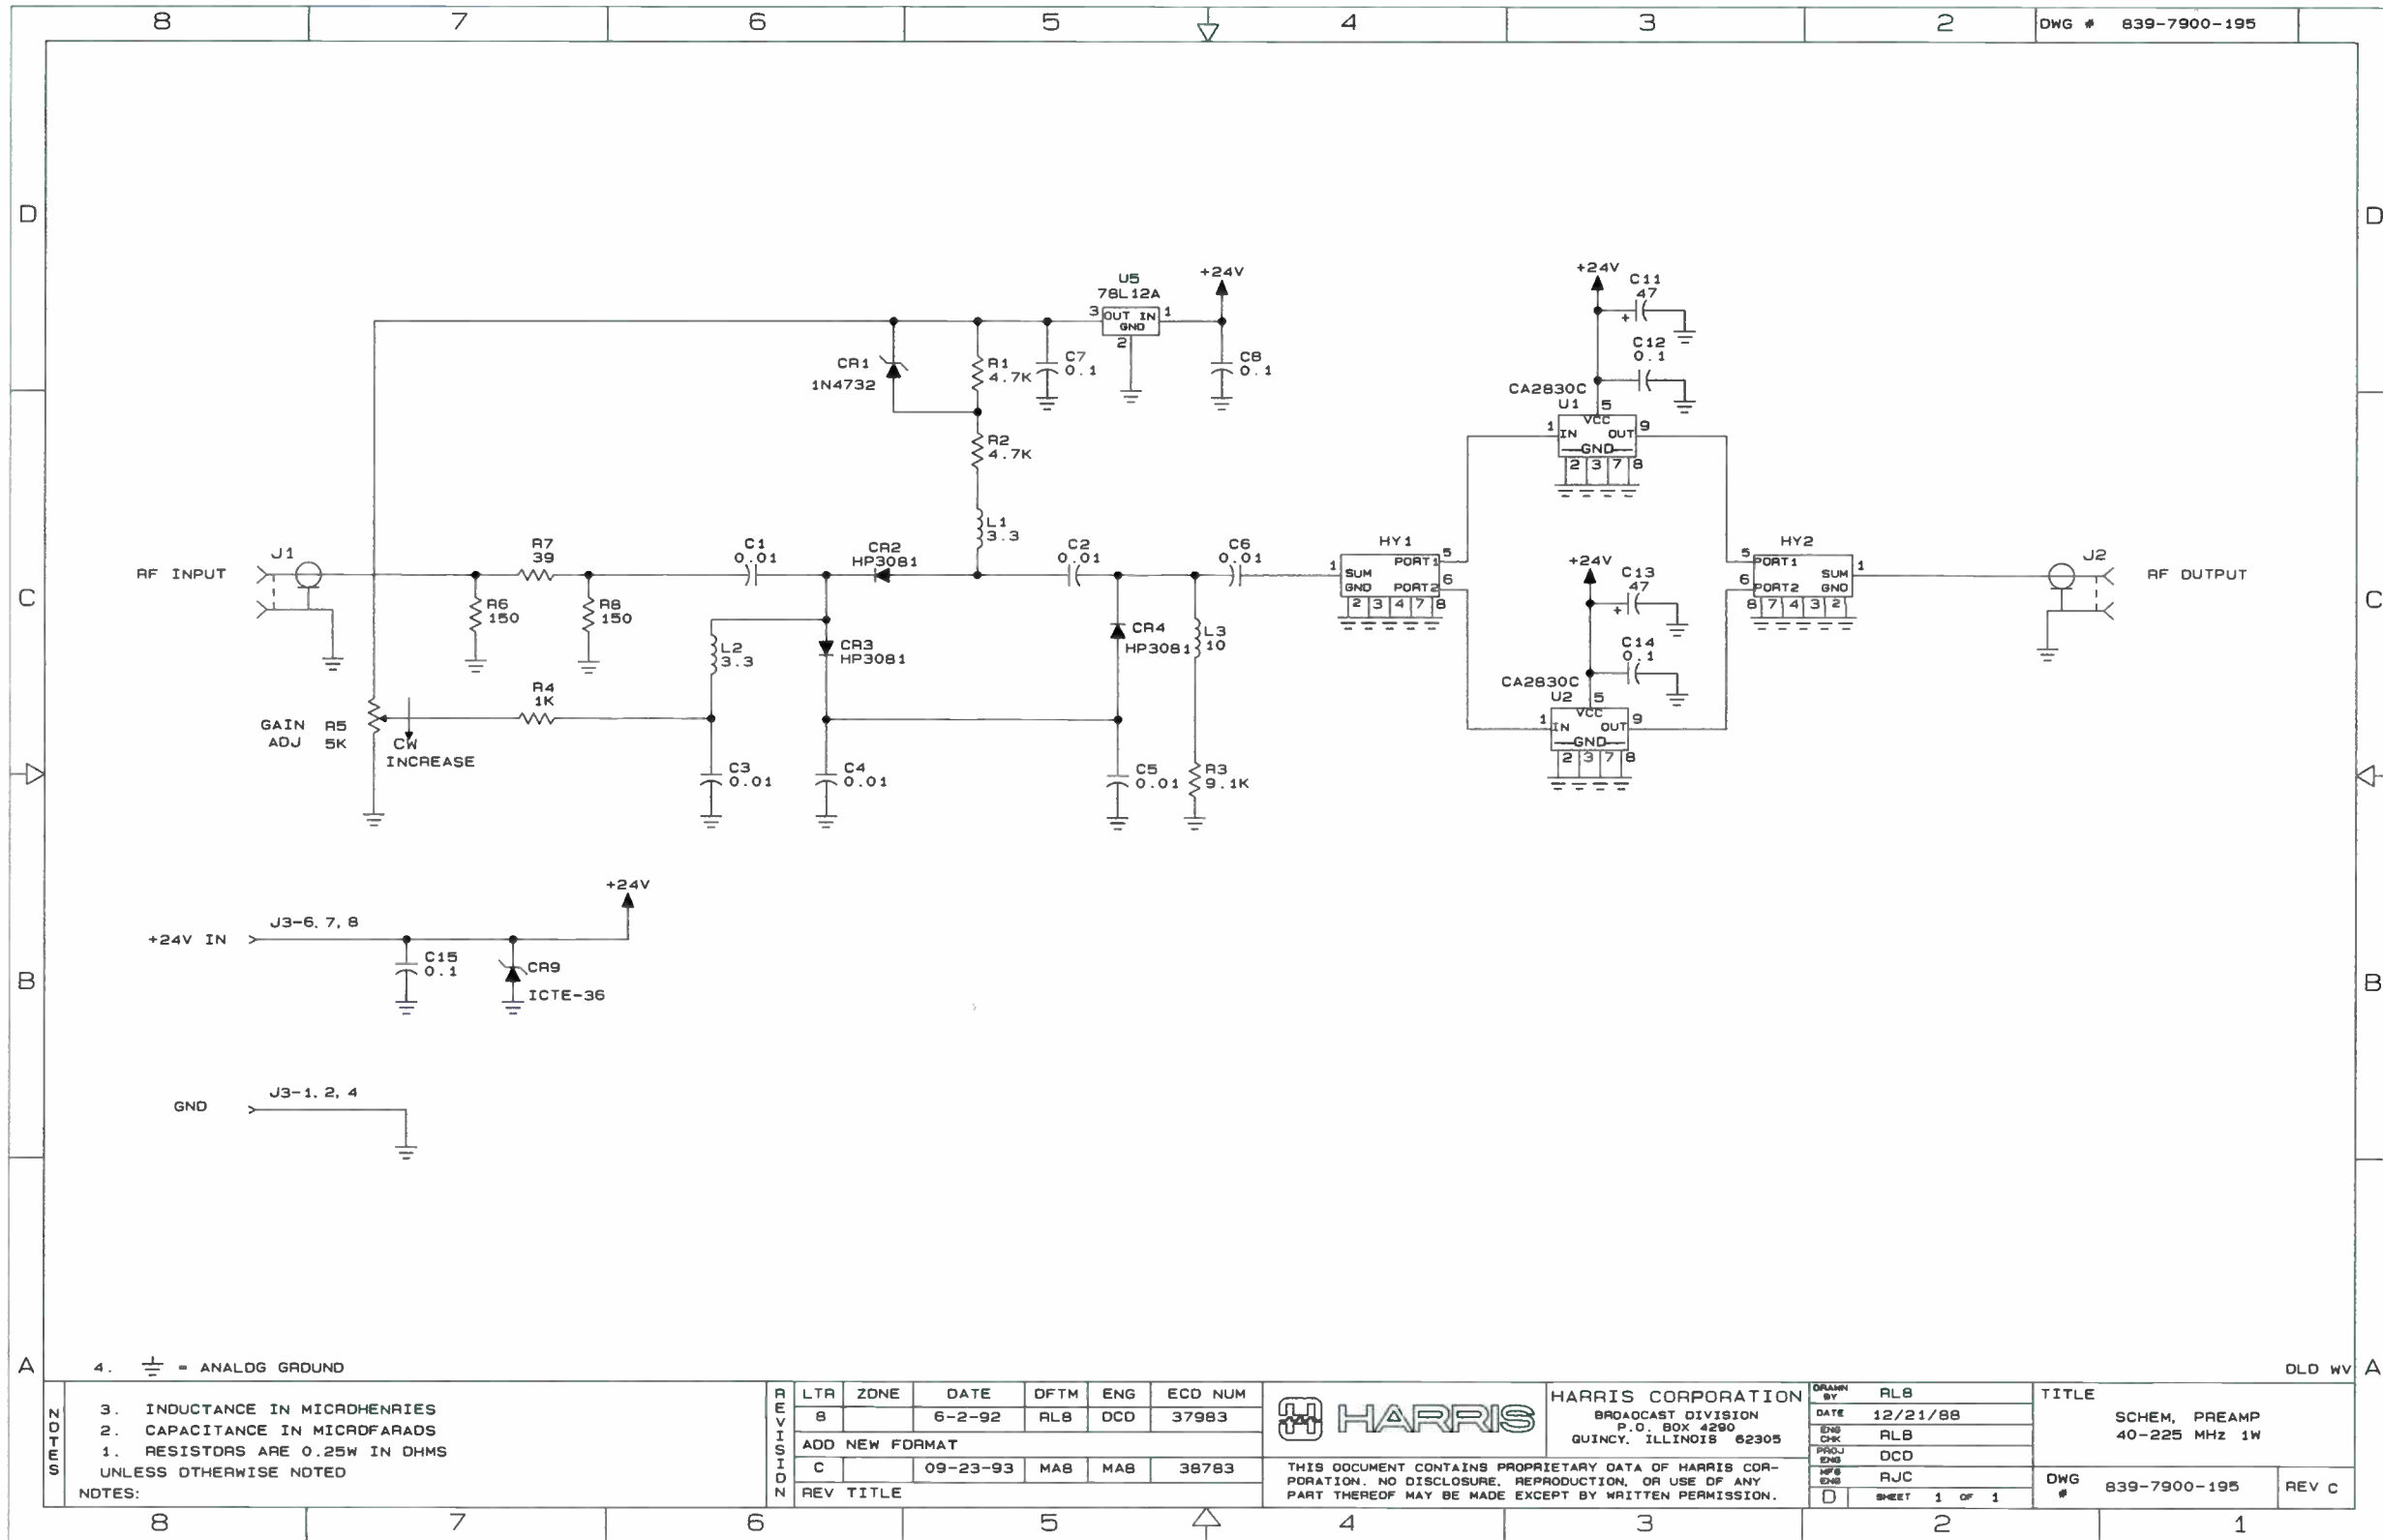 8 7 6 5 4 3 2 DWG # 839-7900-195
D D
U5
78L12A
+24V
3 OUT IN 1
GND
2
CR1
1N4732
R1
4.7K
C7
0.1
C8
0.1
R2
4.7K
L1
3.3
+24V
C11
47
+
C12
0.1
CA2830C
U1 5
VCC
1 IN OUT 9
GND
2 3 7 8
RF INPUT
J1
R7
39
R6
150
R8
150
C1
0.01
CR2
HP3081
C2
0.01
C6
0.01
HY1
1 SUM PORT1 5
GND PORT2 6
2 3 4 7 8
+24V
C13
47
+
C14
0.1
CA2830C
U2 5
VCC
1 IN OUT 9
GND
2 3 7 8
HY2
5 PORT1 SUM 1
6 PORT2 GND
8 7 4 3 2
J2
RF OUTPUT
C C
L2
3.3
CR3
HP3081
CR4
HP3081
L3
10
GAIN R5
ADJ 5K
CW
INCREASE
R4
1K
C3
0.01
C4
0.01
C5
0.01
R3
9.1K
+24V
+24V IN J3-6, 7, 8
C15
0.1
CR9
ICTE-36
B B
GND J3-1, 2, 4
A A
4. = ANALOG GROUND
DLD WV
NOTES
3. INDUCTANCE IN MICROHENRIES
2. CAPACITANCE IN MICROFARADS
1. RESISTORS ARE 0.25W IN OHMS
UNLESS OTHERWISE NOTED
NOTES:
REVISION
LTR ZONE DATE DFTM ENG ECO NUM
B 6-2-92 RLB DCD 37983
ADD NEW FORMAT
C 09-23-93 MAB MAB 38783
REV TITLE
HARRIS
HARRIS CORPORATION
BROADCAST DIVISION
P.O. BOX 4290
QUINCY, ILLINOIS 62305
THIS DOCUMENT CONTAINS PROPRIETARY DATA OF HARRIS COR-
PORATION. NO DISCLOSURE, REPRODUCTION, OR USE OF ANY
PART THEREOF MAY BE MADE EXCEPT BY WRITTEN PERMISSION.
DRAWN BY RLB
DATE 12/21/88
ENG CHK RLB
PROJ ENG DCD
MFG ENG RJC
D SHEET 1 OF 1
TITLE
SCHEM, PREAMP
40-225 MHz 1W
DWG # 839-7900-195 REV C
8 7 6 5 4 3 2 1